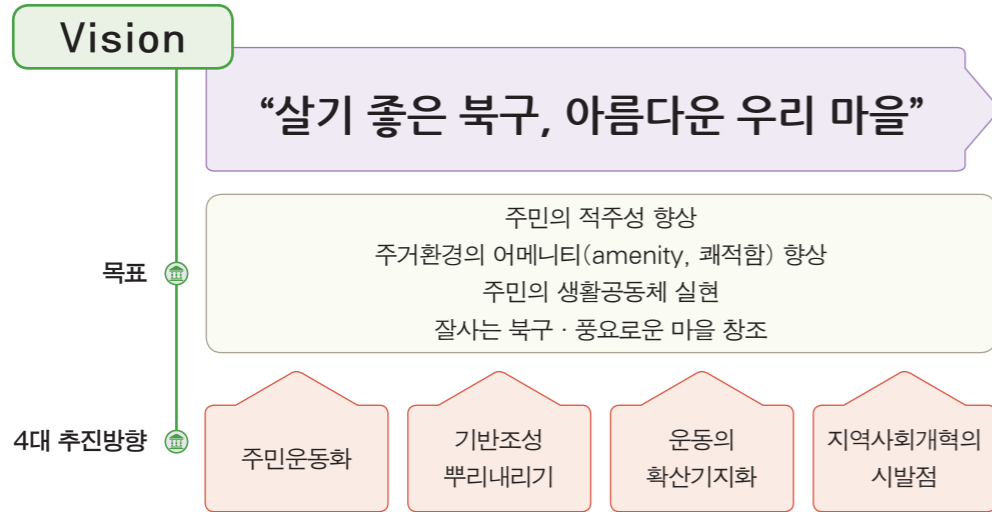 Vision
“살기 좋은 북구, 아름다운 우리 마을”
목표
주민의 적주성 향상
주거환경의 어메니티(amenity, 쾌적함) 향상
주민의 생활공동체 실현
잘사는 북구 · 풍요로운 마을 창조
4대 추진방향
주민운동화
기반조성
뿌리내리기
운동의
확산기지화
지역사회개혁의
시발점